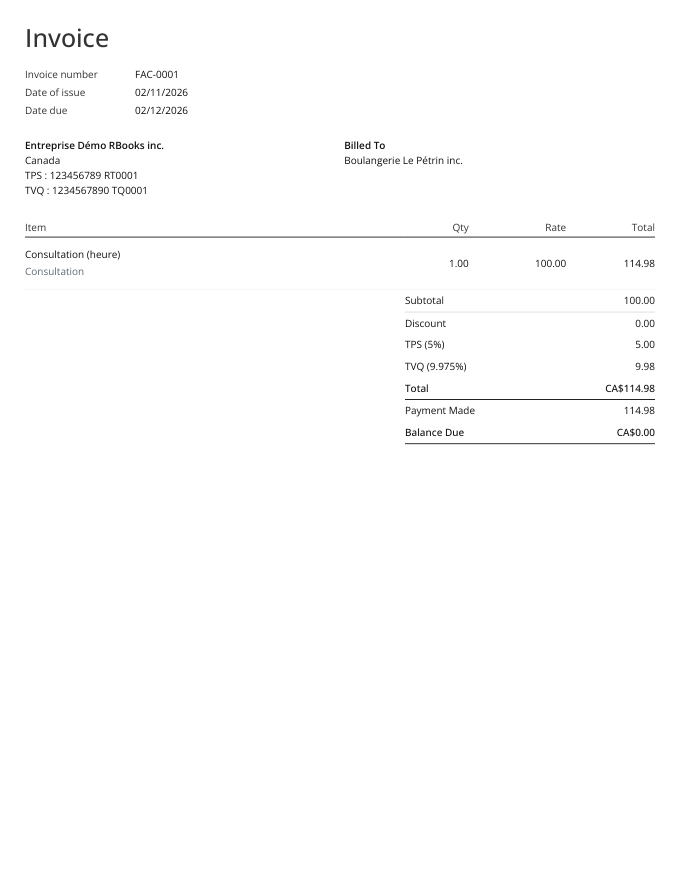 Invoice
Invoice number FAC-0001
Date of issue 02/11/2026
Date due 02/12/2026
Entreprise Démo RBooks inc.
Canada
TPS : 123456789 RT0001
TVQ : 1234567890 TQ0001
Billed To
Boulangerie Le Pétrin inc.
Item Qty Rate Total
Consultation (heure) 1.00 100.00 114.98
Consultation
Subtotal 100.00
Discount 0.00
TPS (5%) 5.00
TVQ (9.975%) 9.98
Total CA$114.98
Payment Made 114.98
Balance Due CA$0.00